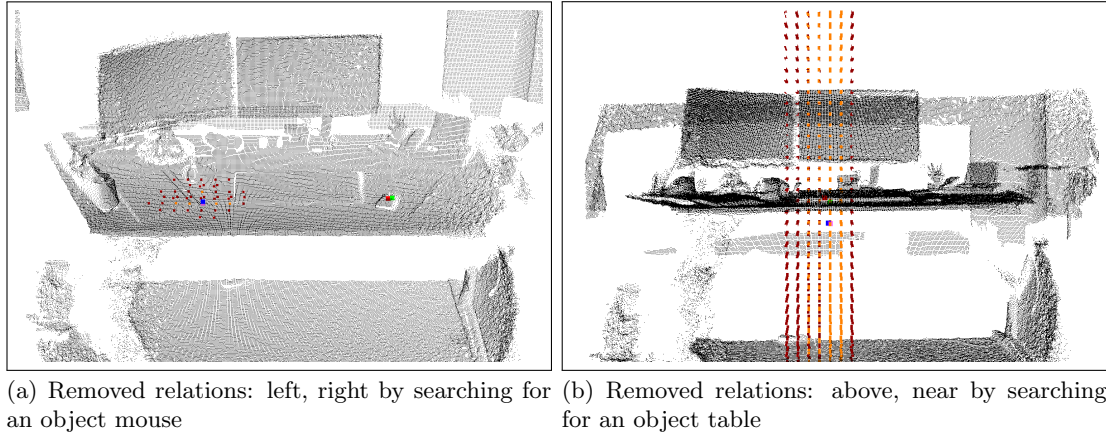 (a) Removed relations: left, right by searching for
an object mouse
(b) Removed relations: above, near by searching
for an object table